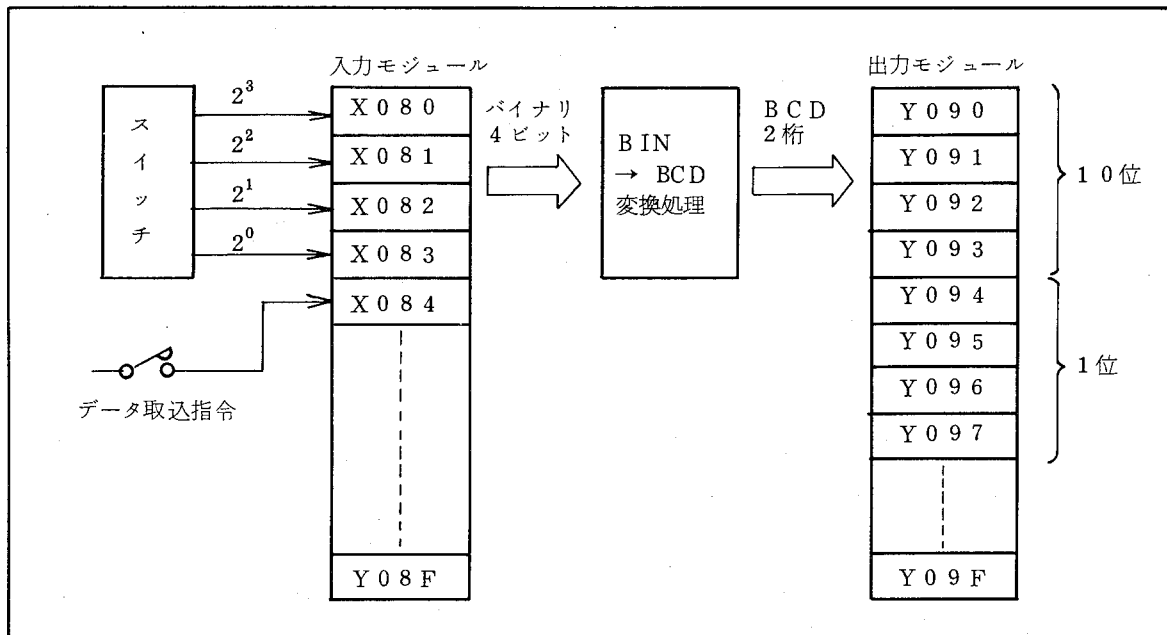 入力モジュール
出力モジュール
スイッチ
2³
2²
2¹
2⁰
X080
X081
X082
X083
X084
Y08F
データ取込指令
バイナリ
4ビット
BIN
→ BCD
変換処理
BCD
2桁
Y090
Y091
Y092
Y093
Y094
Y095
Y096
Y097
Y09F
10位
1位